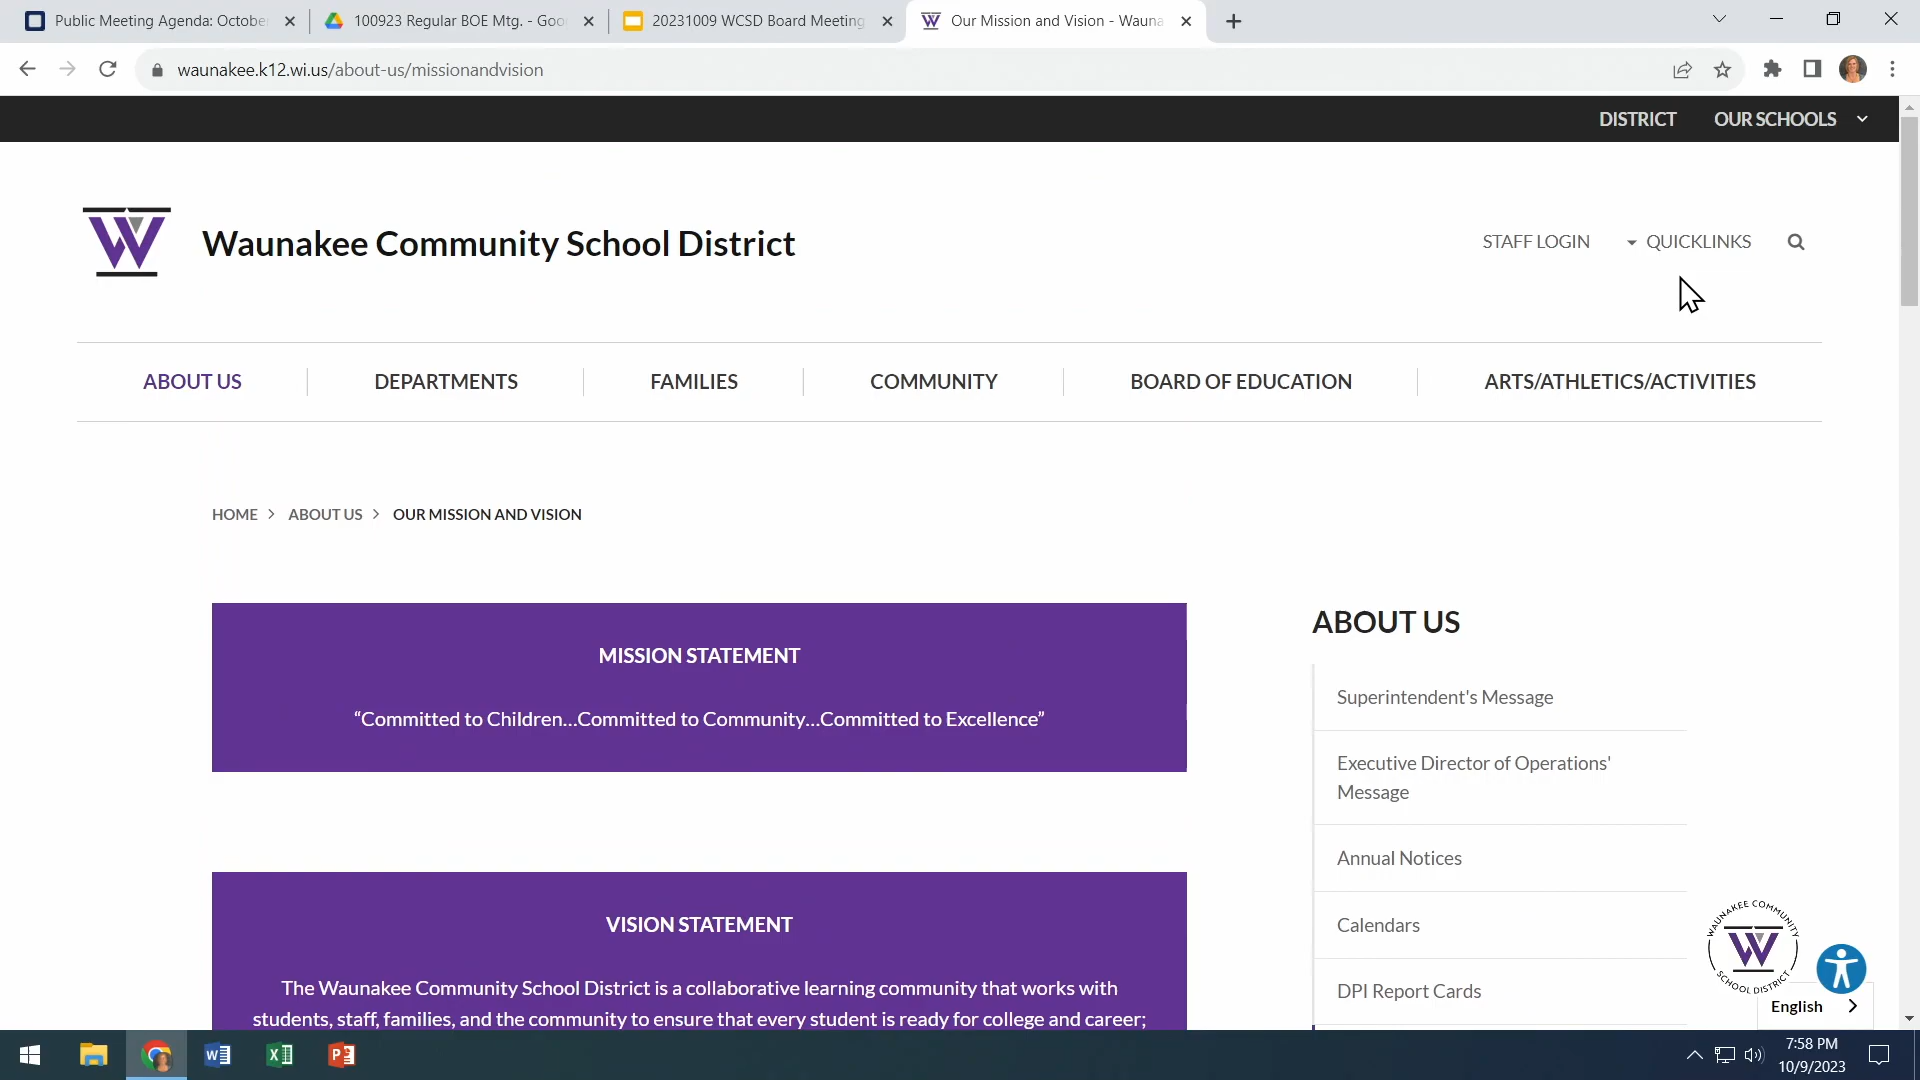 Public Meeting Agenda: October
100923 Regular BOE Mtg. - Goo
20231009 WCSD Board Meeting
Our Mission and Vision - Wauna
waunakee.k12.wi.us/about-us/missionandvision
DISTRICT
OUR SCHOOLS
W
Waunakee Community School District
STAFF LOGIN
QUICKLINKS
ABOUT US
DEPARTMENTS
FAMILIES
COMMUNITY
BOARD OF EDUCATION
ARTS/ATHLETICS/ACTIVITIES
HOME > ABOUT US > OUR MISSION AND VISION
MISSION STATEMENT
“Committed to Children...Committed to Community...Committed to Excellence”
VISION STATEMENT
The Waunakee Community School District is a collaborative learning community that works with
students, staff, families, and the community to ensure that every student is ready for college and career;
ABOUT US
Superintendent's Message
Executive Director of Operations'
Message
Annual Notices
Calendars
DPI Report Cards
WAUNAKEE COMMUNITY
W
SCHOOL DISTRICT
English
7:58 PM
10/9/2023